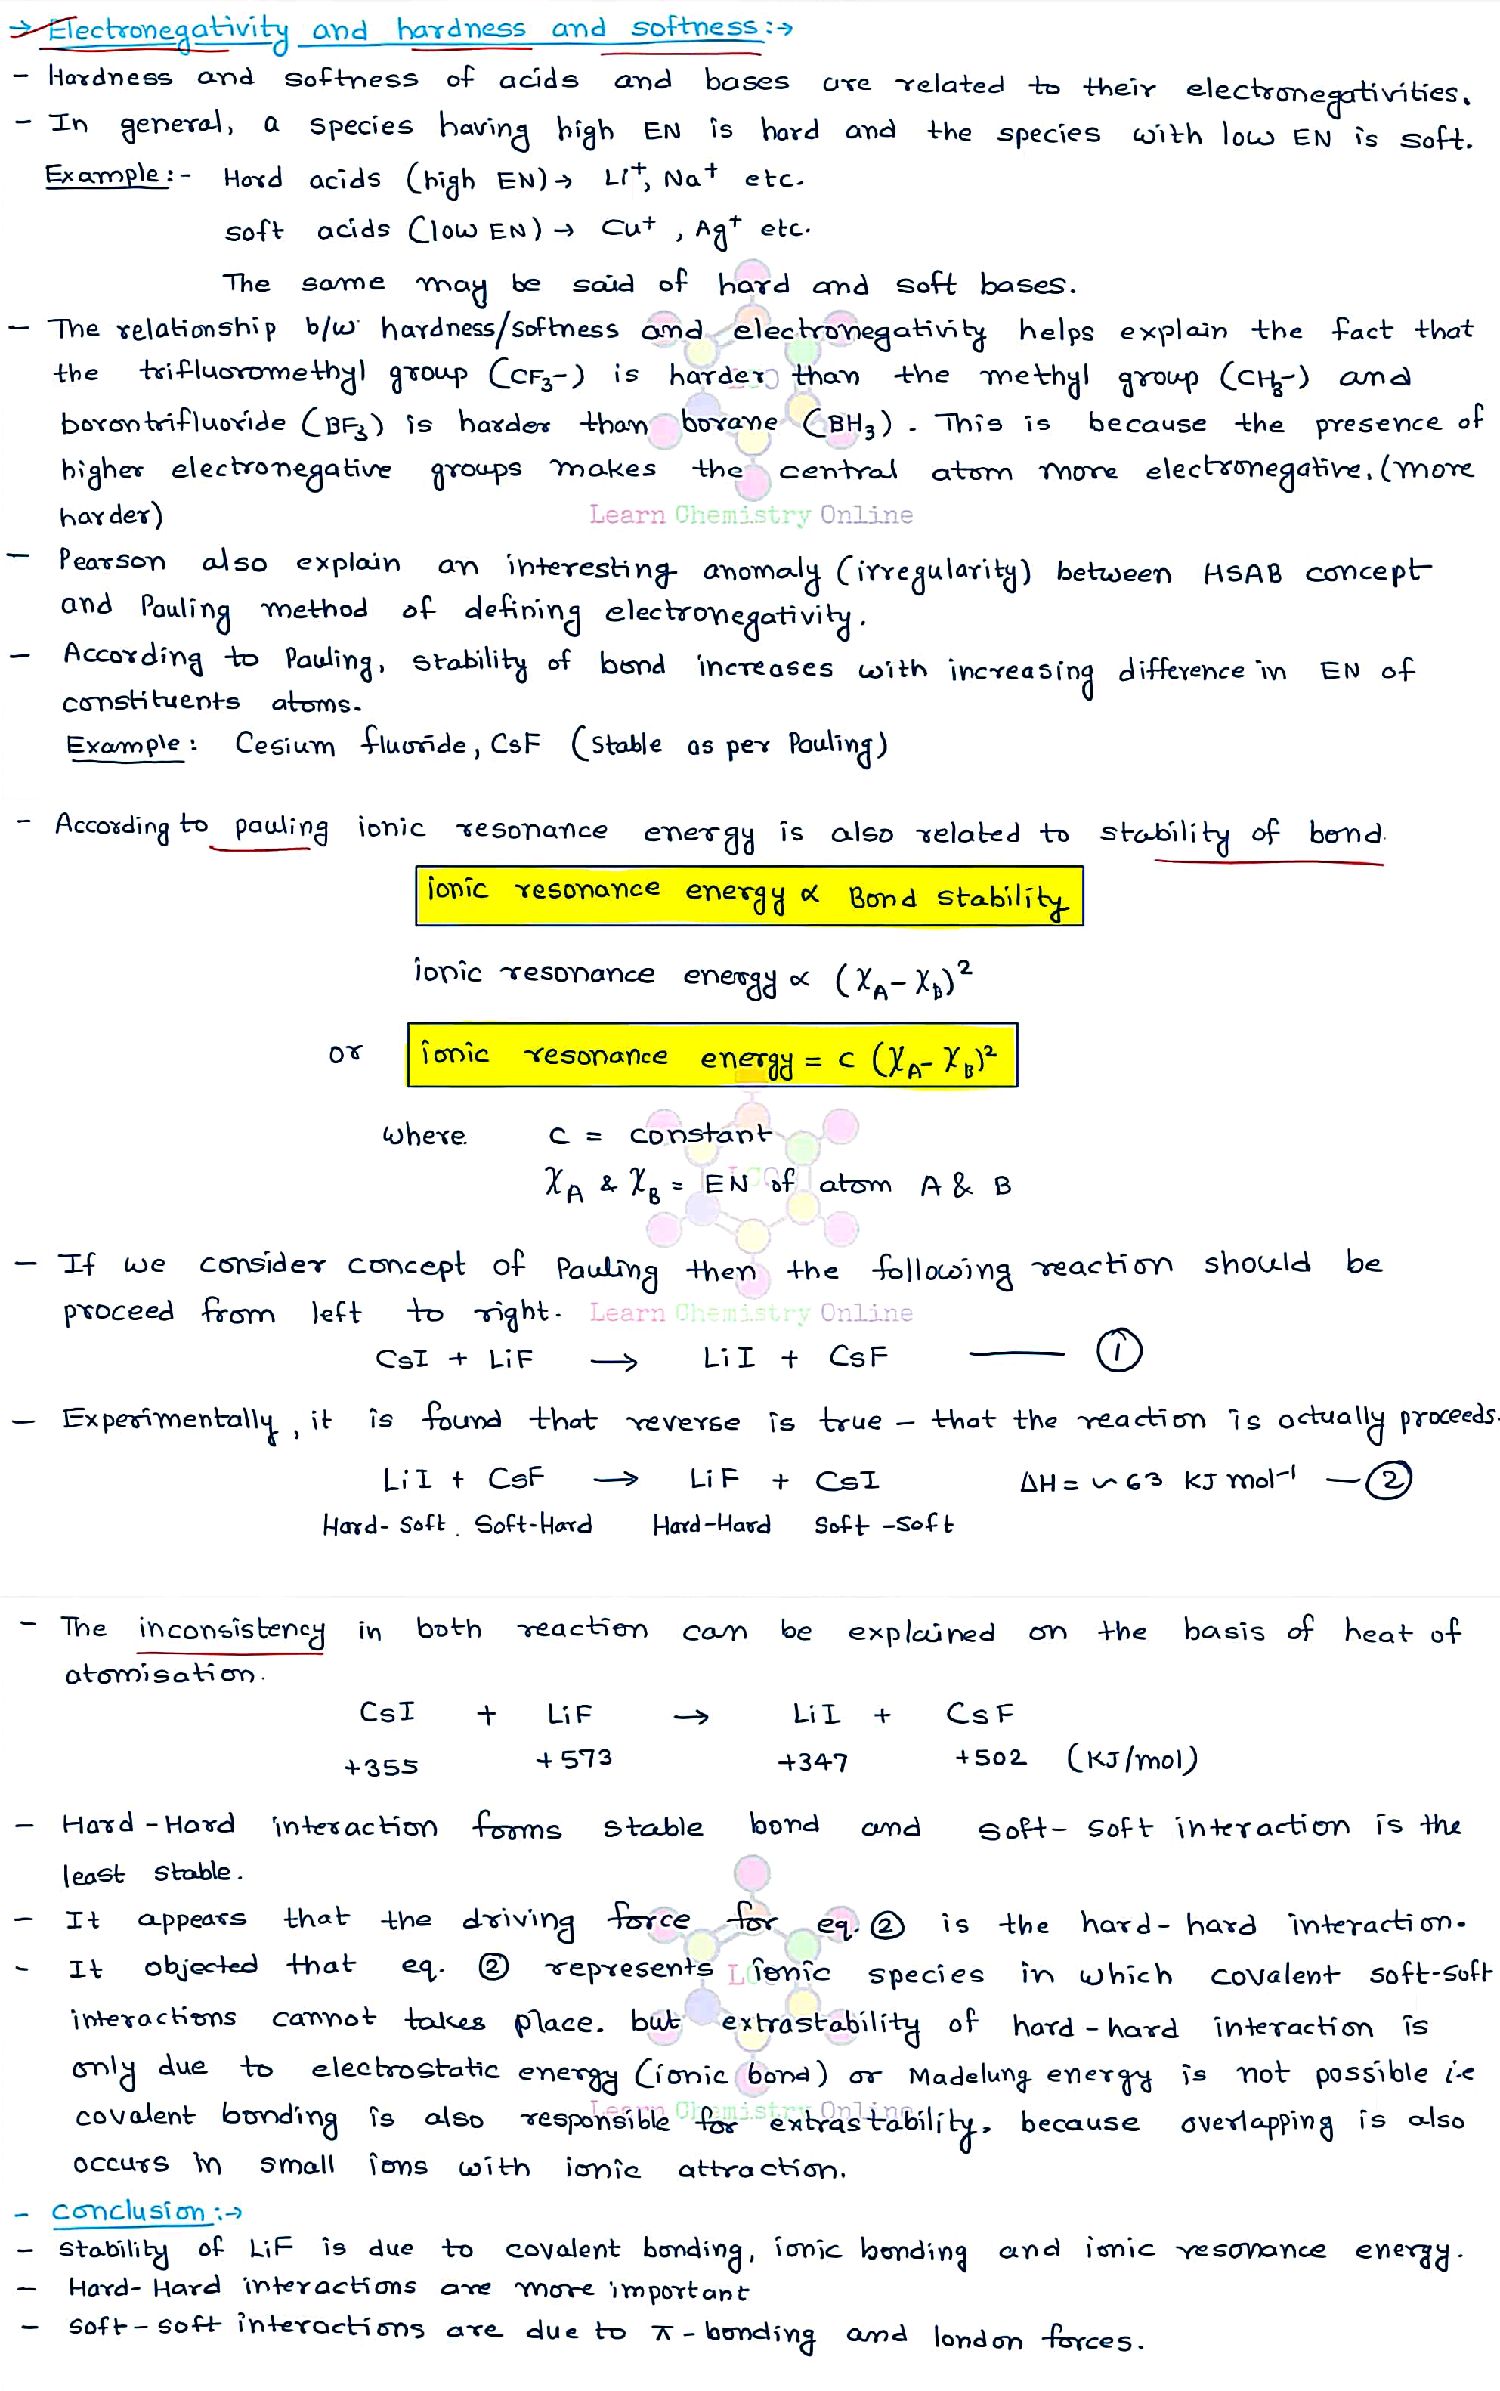 → Electronegativity and hardness and softness :→
- Hardness and softness of acids and bases are related to their electronegativities.
- In general, a species having high EN is hard and the species with low EN is soft.
Example :- Hard acids (high EN) → Li⁺, Na⁺ etc.
soft acids (low EN) → Cu⁺, Ag⁺ etc.
The same may be said of hard and soft bases.
- The relationship b/w hardness/softness and electronegativity helps explain the fact that
the trifluoromethyl group (CF₃-) is harder than the methyl group (CH₃-) and
borontrifluoride (BF₃) is harder than borane (BH₃). This is because the presence of
higher electronegative groups makes the central atom more electronegative. (more
harder)
Learn Chemistry Online
- Pearson also explain an interesting anomaly (irregularity) between HSAB concept
and Pauling method of defining electronegativity.
- According to Pauling, stability of bond increases with increasing difference in EN of
constituents atoms.
Example : Cesium fluoride, CsF (stable as per Pauling)
- According to pauling ionic resonance energy is also related to stability of bond.
ionic resonance energy ∝ Bond stability
ionic resonance energy ∝ (χA - χB)²
or ionic resonance energy = c (χA - χB)²
where c = constant
χA & χB = EN of atom A & B
- If we consider concept of Pauling then the following reaction should be
proceed from left to right.
Learn Chemistry Online
CsI + LiF → LiI + CsF —— ①
- Experimentally, it is found that reverse is true - that the reaction is actually proceeds.
LiI + CsF → LiF + CsI ΔH = ~ 63 KJ mol⁻¹ — ②
Hard-Soft. Soft-Hard Hard-Hard Soft-Soft
- The inconsistency in both reaction can be explained on the basis of heat of
atomisation.
CsI + LiF → LiI + CsF
+355 +573 +347 +502 (KJ/mol)
- Hard-Hard interaction forms stable bond and soft-soft interaction is the
least stable.
- It appears that the driving force for eq. ② is the hard-hard interaction.
- It objected that eq. ② represents ionic species in which covalent soft-soft
interactions cannot takes place. but extrastability of hard-hard interaction is
only due to electrostatic energy (ionic bond) or Madelung energy is not possible i.e
covalent bonding is also responsible for extrastability. because overlapping is also
Learn Chemistry Online
occurs in small ions with ionic attraction.
- conclusion :→
- stability of LiF is due to covalent bonding, ionic bonding and ionic resonance energy.
- Hard-Hard interactions are more important
- soft-soft interactions are due to π-bonding and london forces.